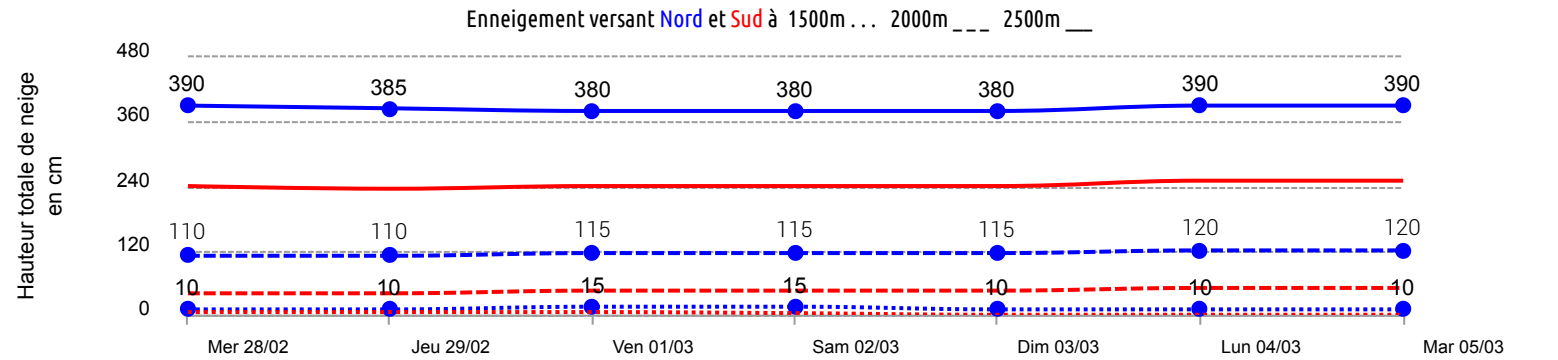 Enneigement versant Nord et Sud à 1500m . . . 2000m _ _ _ 2500m __
Hauteur totale de neige
en cm
480
390 385 380 380 380 390 390
360
240
110 110 115 115 115 120 120
120
10 10 15 15 10 10 10
0
Mer 28/02 Jeu 29/02 Ven 01/03 Sam 02/03 Dim 03/03 Lun 04/03 Mar 05/03